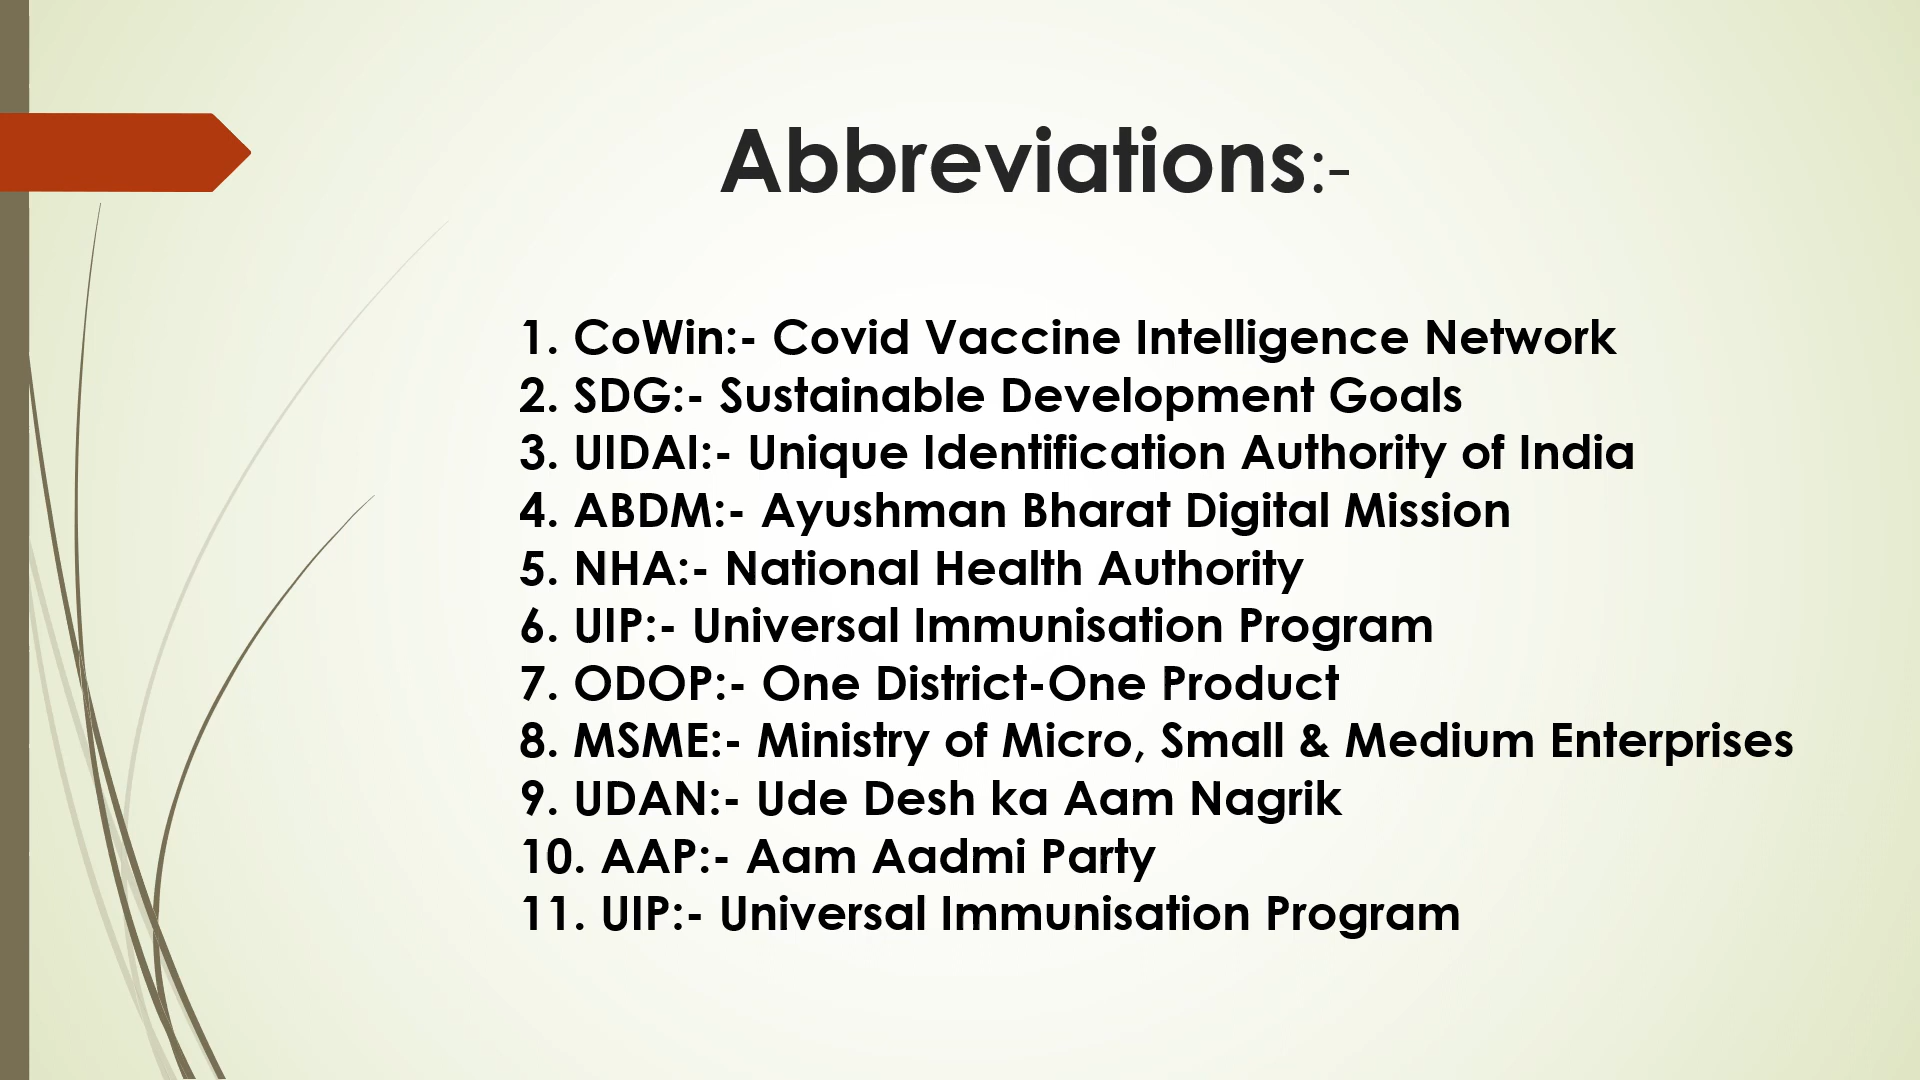 Abbreviations:-
1. CoWin:- Covid Vaccine Intelligence Network
2. SDG:- Sustainable Development Goals
3. UIDAI:- Unique Identification Authority of India
4. ABDM:- Ayushman Bharat Digital Mission
5. NHA:- National Health Authority
6. UIP:- Universal Immunisation Program
7. ODOP:- One District-One Product
8. MSME:- Ministry of Micro, Small & Medium Enterprises
9. UDAN:- Ude Desh ka Aam Nagrik
10. AAP:- Aam Aadmi Party
11. UIP:- Universal Immunisation Program